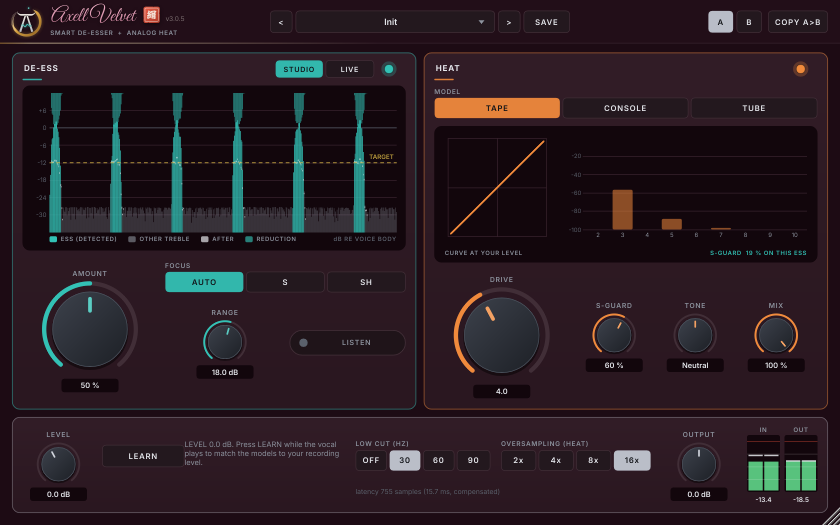 Axell Velvet v3.0.5
SMART DE-ESSER + ANALOG HEAT
< Init > SAVE
A B COPY A>B
DE-ESS
STUDIO LIVE
+6
0
-6
-12
-18
-24
-30
TARGET
ESS (DETECTED) OTHER TREBLE AFTER REDUCTION dB RE VOICE BODY
AMOUNT
50 %
FOCUS
AUTO S SH
RANGE
18.0 dB
LISTEN
HEAT
MODEL
TAPE CONSOLE TUBE
-20
-40
-60
-80
-100
2 3 4 5 6 7 8 9 10
CURVE AT YOUR LEVEL S-GUARD 19 % ON THIS ESS
DRIVE
4.0
S-GUARD TONE MIX
60 % Neutral 100 %
LEVEL
0.0 dB
LEARN
LEVEL 0.0 dB. Press LEARN while the vocal
plays to match the models to your recording
level.
LOW CUT (HZ)
OFF 30 60 90
OVERSAMPLING (HEAT)
2x 4x 8x 16x
latency 755 samples (15.7 ms, compensated)
OUTPUT
0.0 dB
IN OUT
-13.4 -18.5